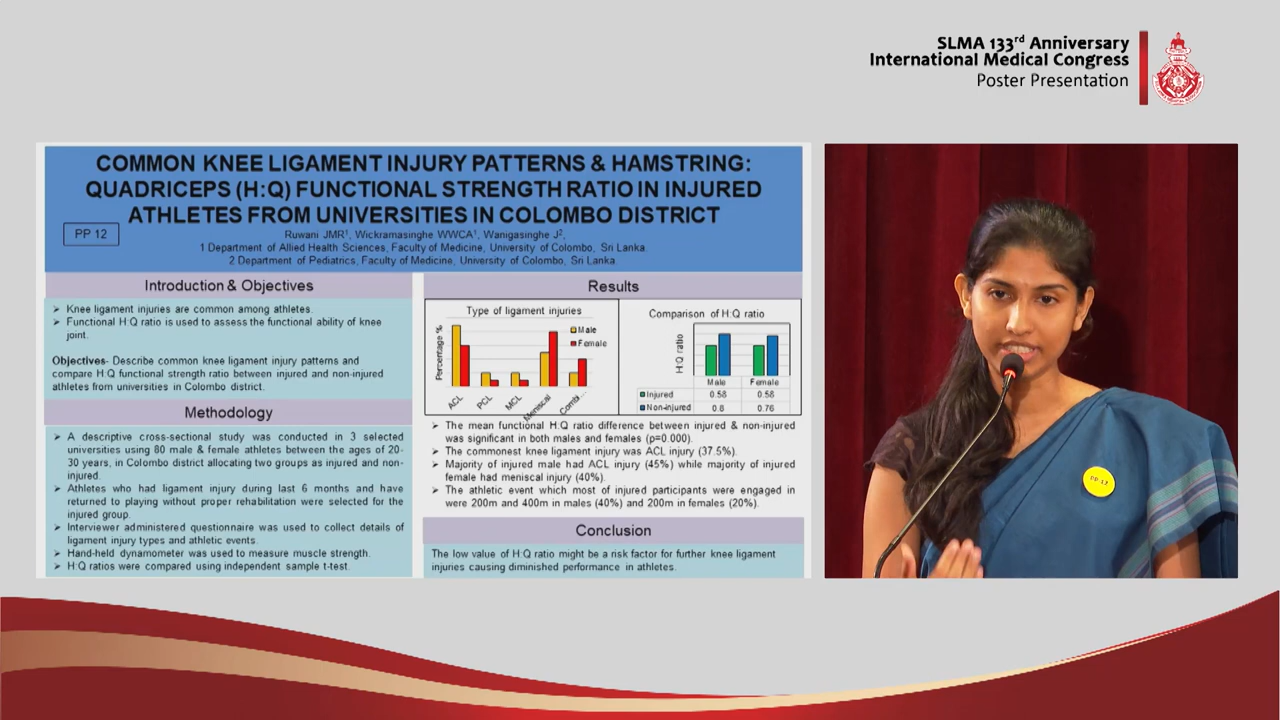 SLMA 133rd Anniversary
International Medical Congress
Poster Presentation
COMMON KNEE LIGAMENT INJURY PATTERNS & HAMSTRING:
QUADRICEPS (H:Q) FUNCTIONAL STRENGTH RATIO IN INJURED
ATHLETES FROM UNIVERSITIES IN COLOMBO DISTRICT
PP 12
Ruwani JMR1, Wickramasinghe WWCA1, Wanigasinghe J2,
1 Department of Allied Health Sciences, Faculty of Medicine, University of Colombo, Sri Lanka.
2 Department of Pediatrics, Faculty of Medicine, University of Colombo, Sri Lanka.
Introduction & Objectives
➢ Knee ligament injuries are common among athletes.
➢ Functional H:Q ratio is used to assess the functional ability of knee
joint.
Objectives- Describe common knee ligament injury patterns and
compare H:Q functional strength ratio between injured and non-injured
athletes from universities in Colombo district.
Methodology
➢ A descriptive cross-sectional study was conducted in 3 selected
universities using 80 male & female athletes between the ages of 20-
30 years, in Colombo district allocating two groups as injured and non-
injured.
➢ Athletes who had ligament injury during last 6 months and have
returned to playing without proper rehabilitation were selected for the
injured group.
➢ Interviewer administered questionnaire was used to collect details of
ligament injury types and athletic events.
➢ Hand-held dynamometer was used to measure muscle strength.
➢ H:Q ratios were compared using independent sample t-test.
Results
Type of ligament injuries
Percentage %
Male
Female
ACL
PCL
MCL
Meniscal
Combi...
Comparison of H:Q ratio
H:Q ratio
Male Female
Injured 0.58 0.58
Non-injured 0.8 0.76
➢ The mean functional H:Q ratio difference between injured & non-injured
was significant in both males and females (p=0.000).
➢ The commonest knee ligament injury was ACL injury (37.5%).
➢ Majority of injured male had ACL injury (45%) while majority of injured
female had meniscal injury (40%).
➢ The athletic event which most of injured participants were engaged in
were 200m and 400m in males (40%) and 200m in females (20%).
Conclusion
The low value of H:Q ratio might be a risk factor for further knee ligament
injuries causing diminished performance in athletes.
PP-12